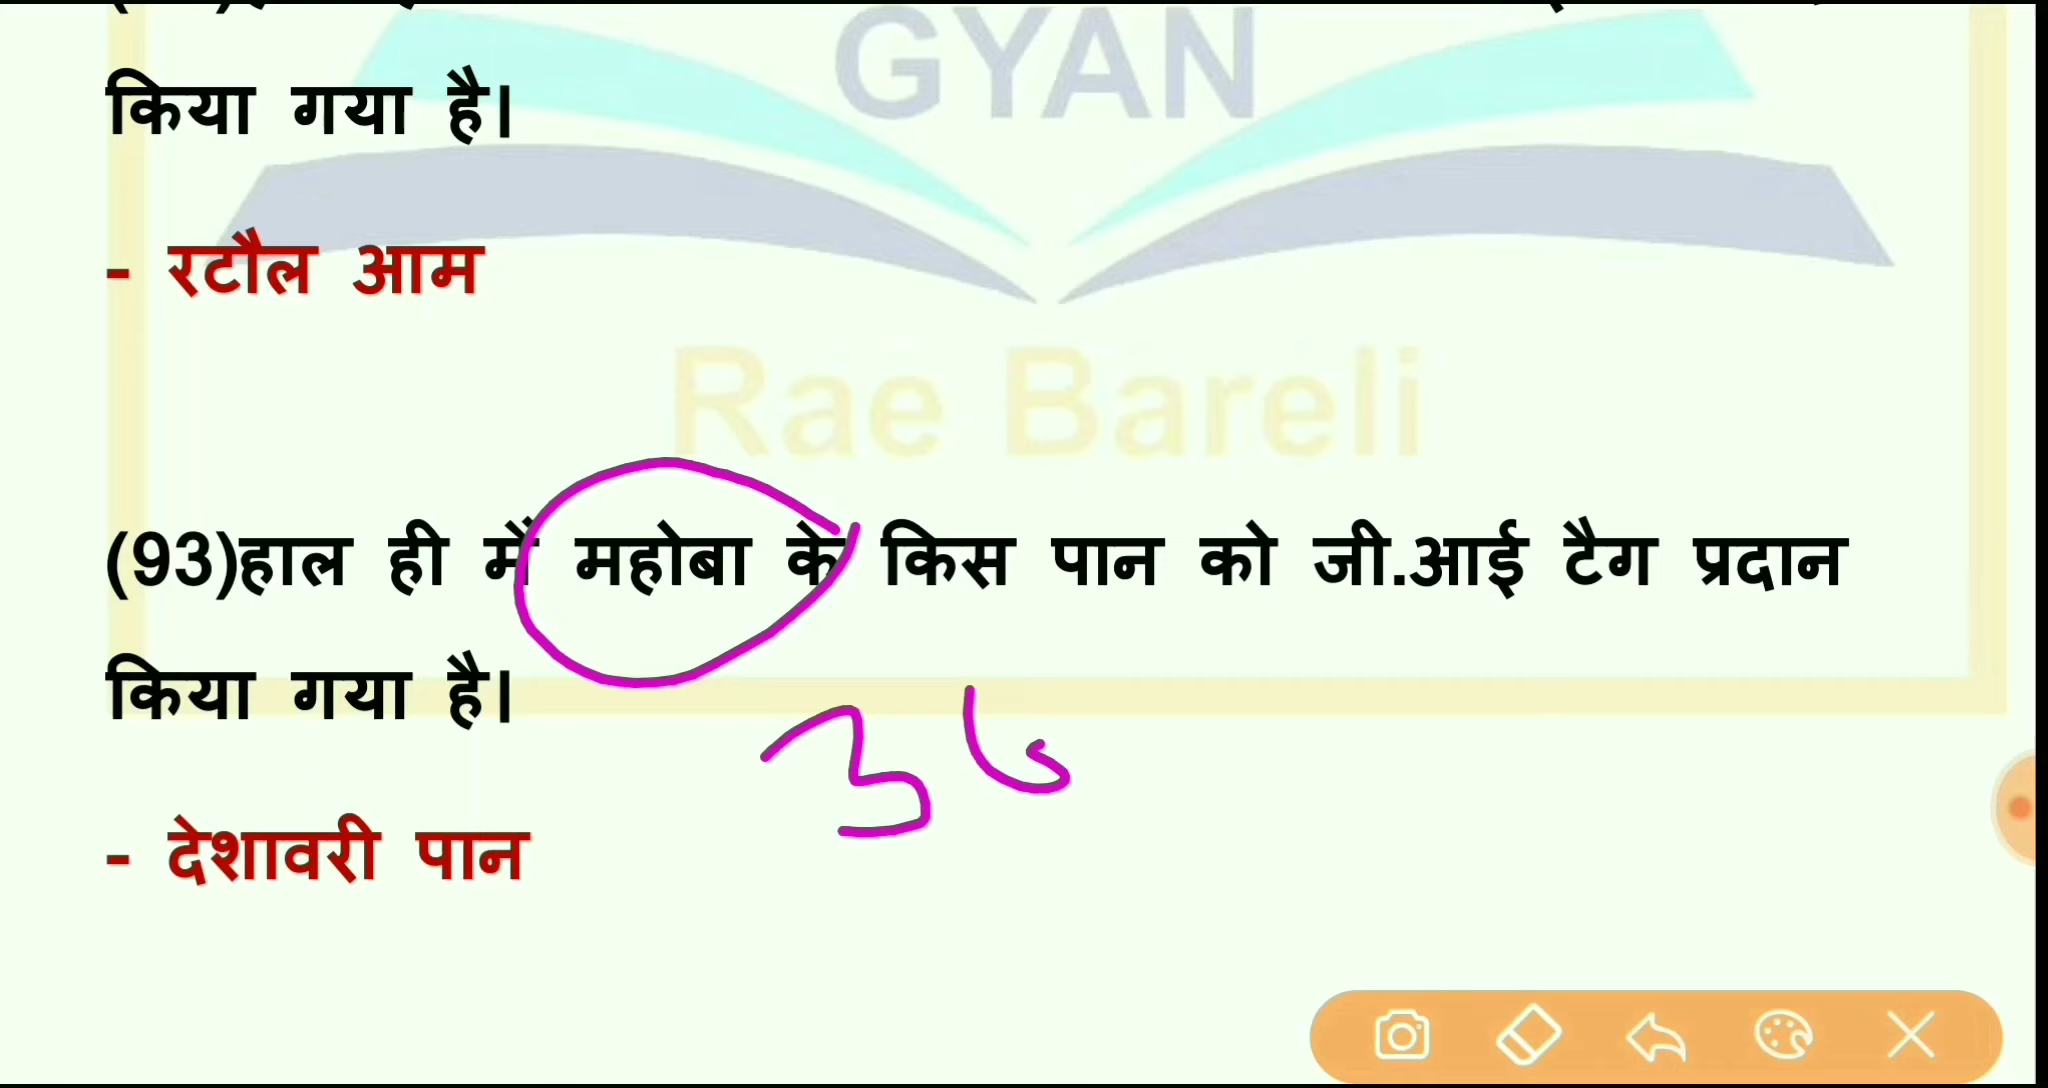 GYAN
किया गया है।
- रटौल आम
Rae Bareli
(93)हाल ही में महोबा के किस पान को जी.आई टैग प्रदान
किया गया है।
36
- देशावरी पान